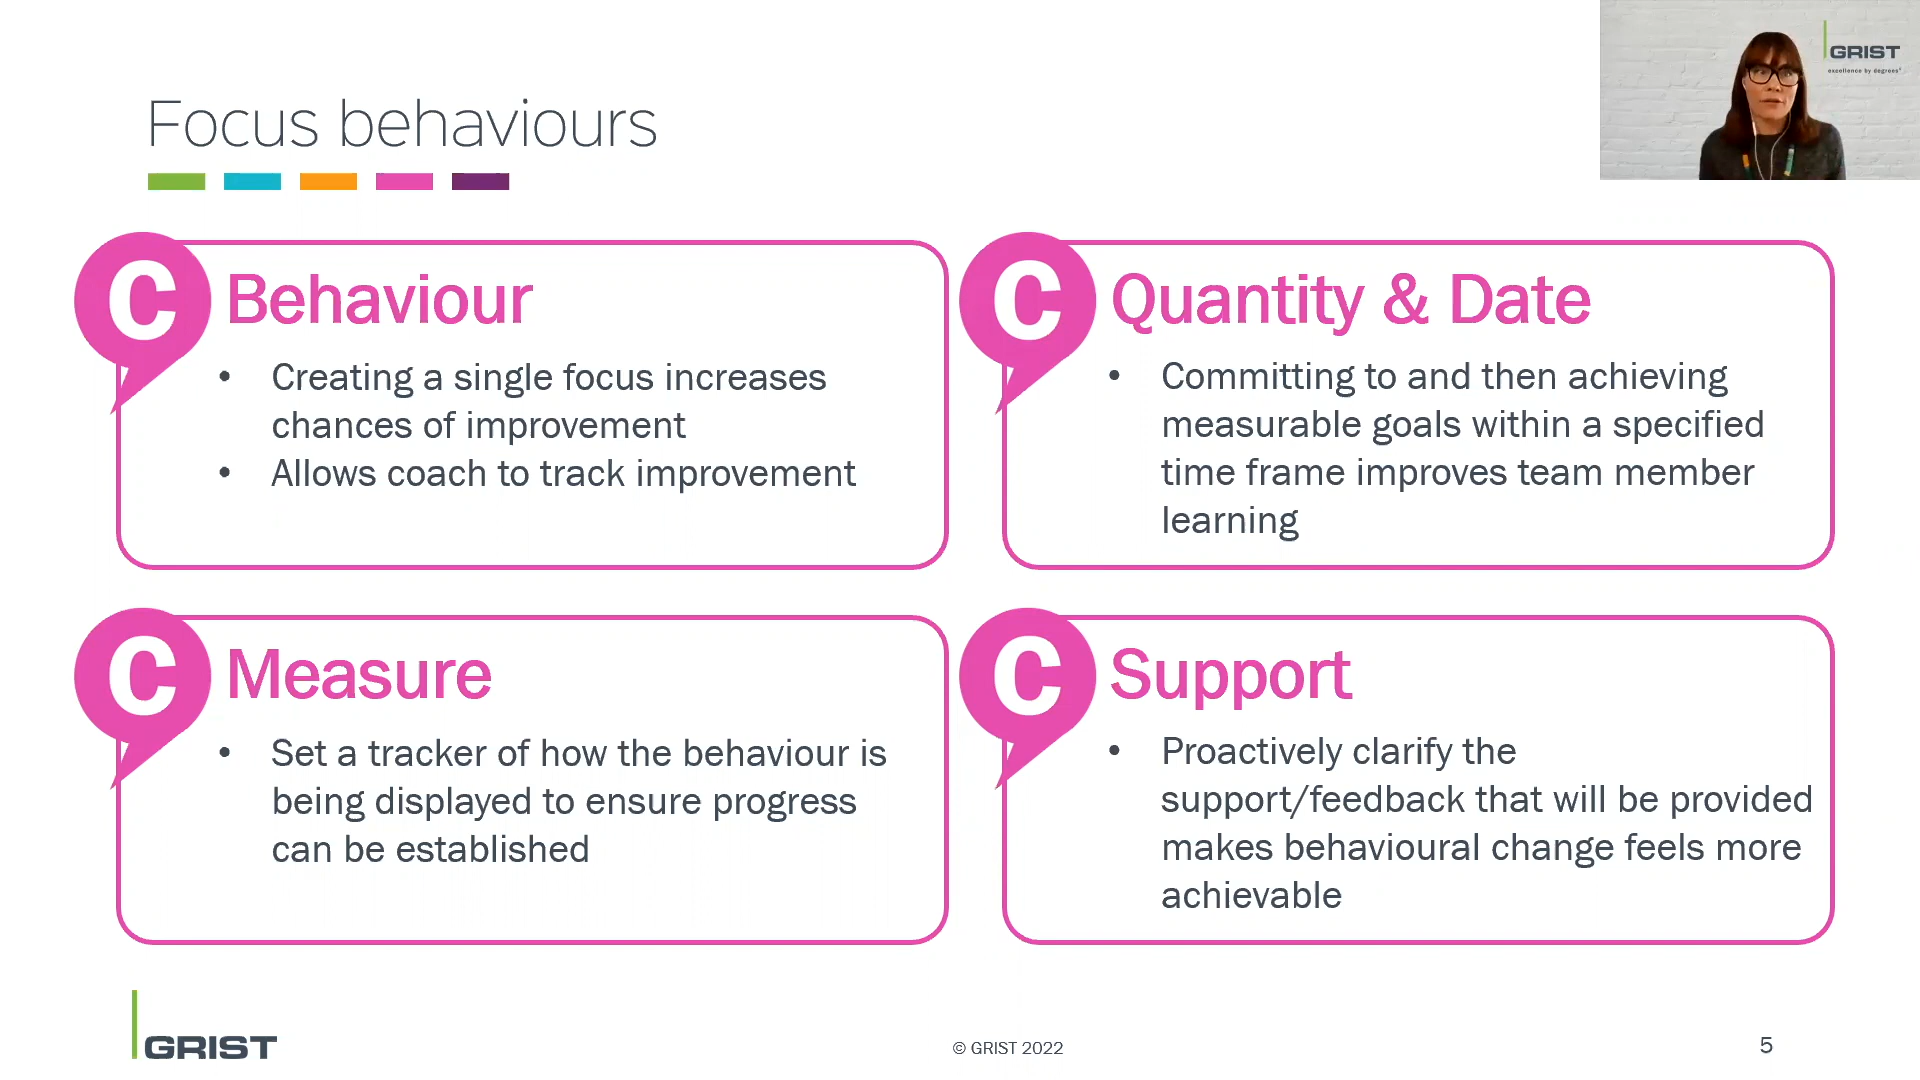 GRIST
excellence by degrees®
Focus behaviours
C
Behaviour
• Creating a single focus increases
chances of improvement
• Allows coach to track improvement
C
Quantity & Date
• Committing to and then achieving
measurable goals within a specified
time frame improves team member
learning
C
Measure
• Set a tracker of how the behaviour is
being displayed to ensure progress
can be established
C
Support
• Proactively clarify the
support/feedback that will be provided
makes behavioural change feels more
achievable
GRIST
© GRIST 2022
5